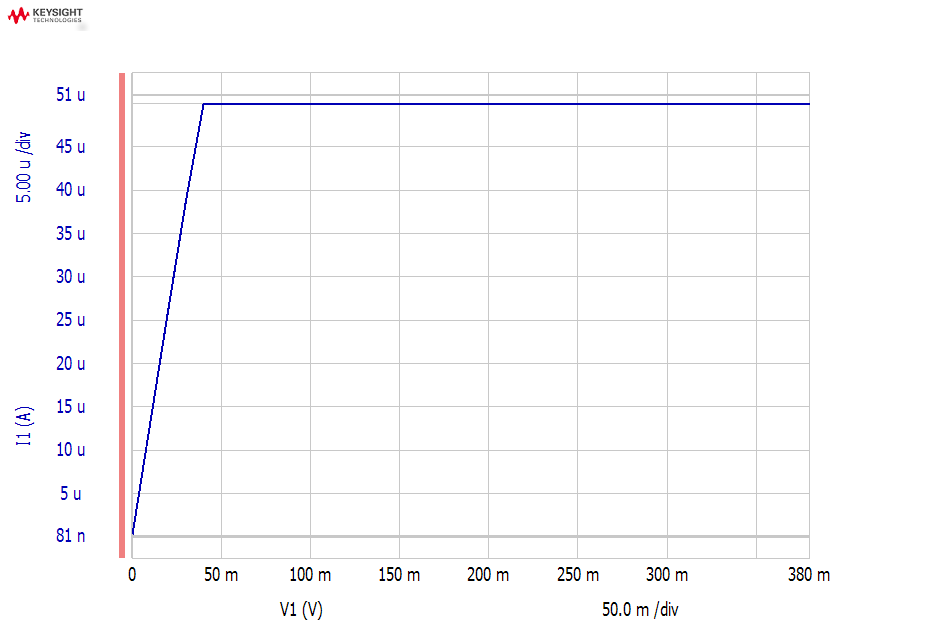 KEYSIGHT
TECHNOLOGIES
5.00 u /div
I1 (A)
51 u
45 u
40 u
35 u
30 u
25 u
20 u
15 u
10 u
5 u
81 n
0 50 m 100 m 150 m 200 m 250 m 300 m 380 m
V1 (V) 50.0 m /div